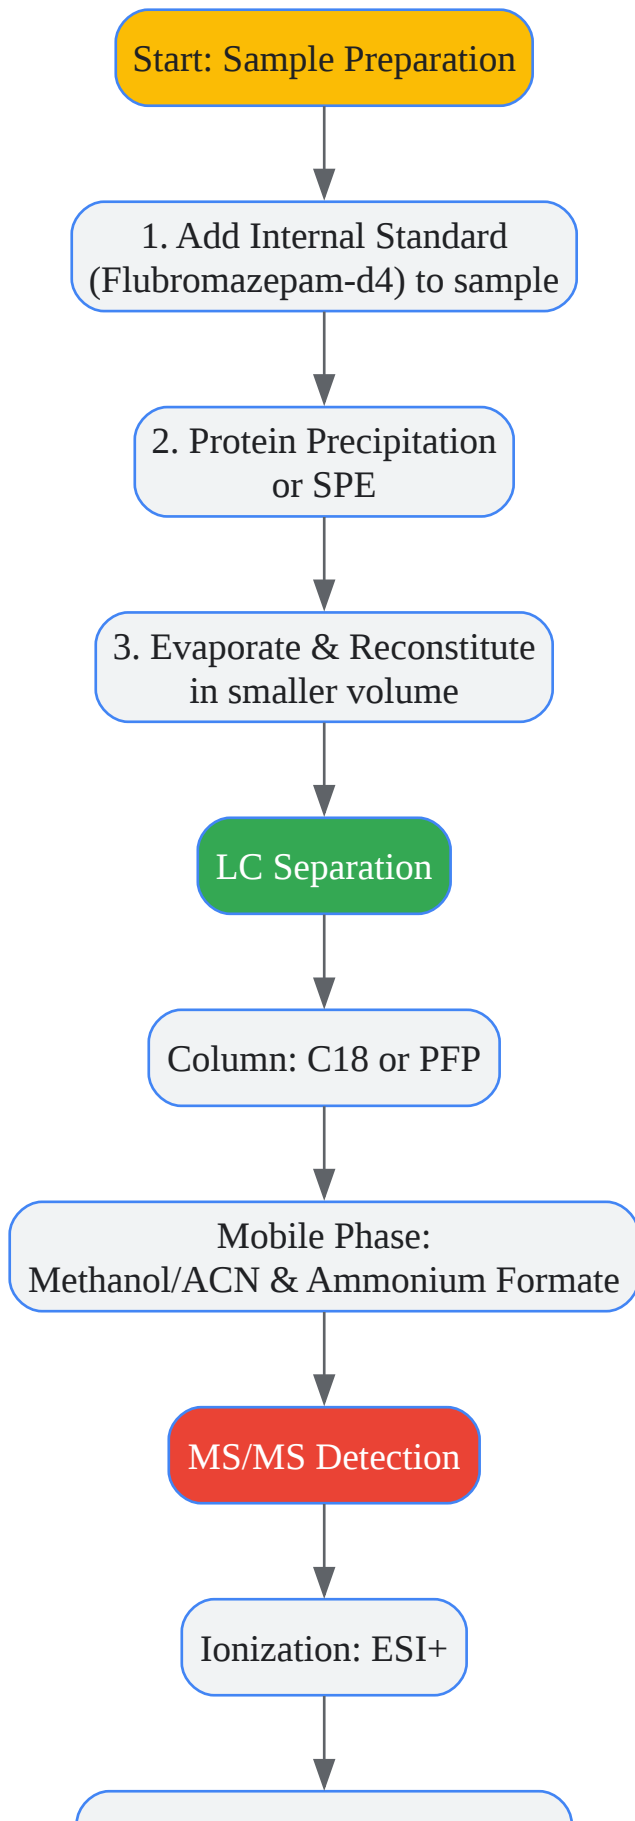 Start: Sample Preparation
1. Add Internal Standard
(Flubromazepam-d4) to sample
2. Protein Precipitation
or SPE
3. Evaporate & Reconstitute
in smaller volume
LC Separation
Column: C18 or PFP
Mobile Phase:
Methanol/ACN & Ammonium Formate
MS/MS Detection
Ionization: ESI+